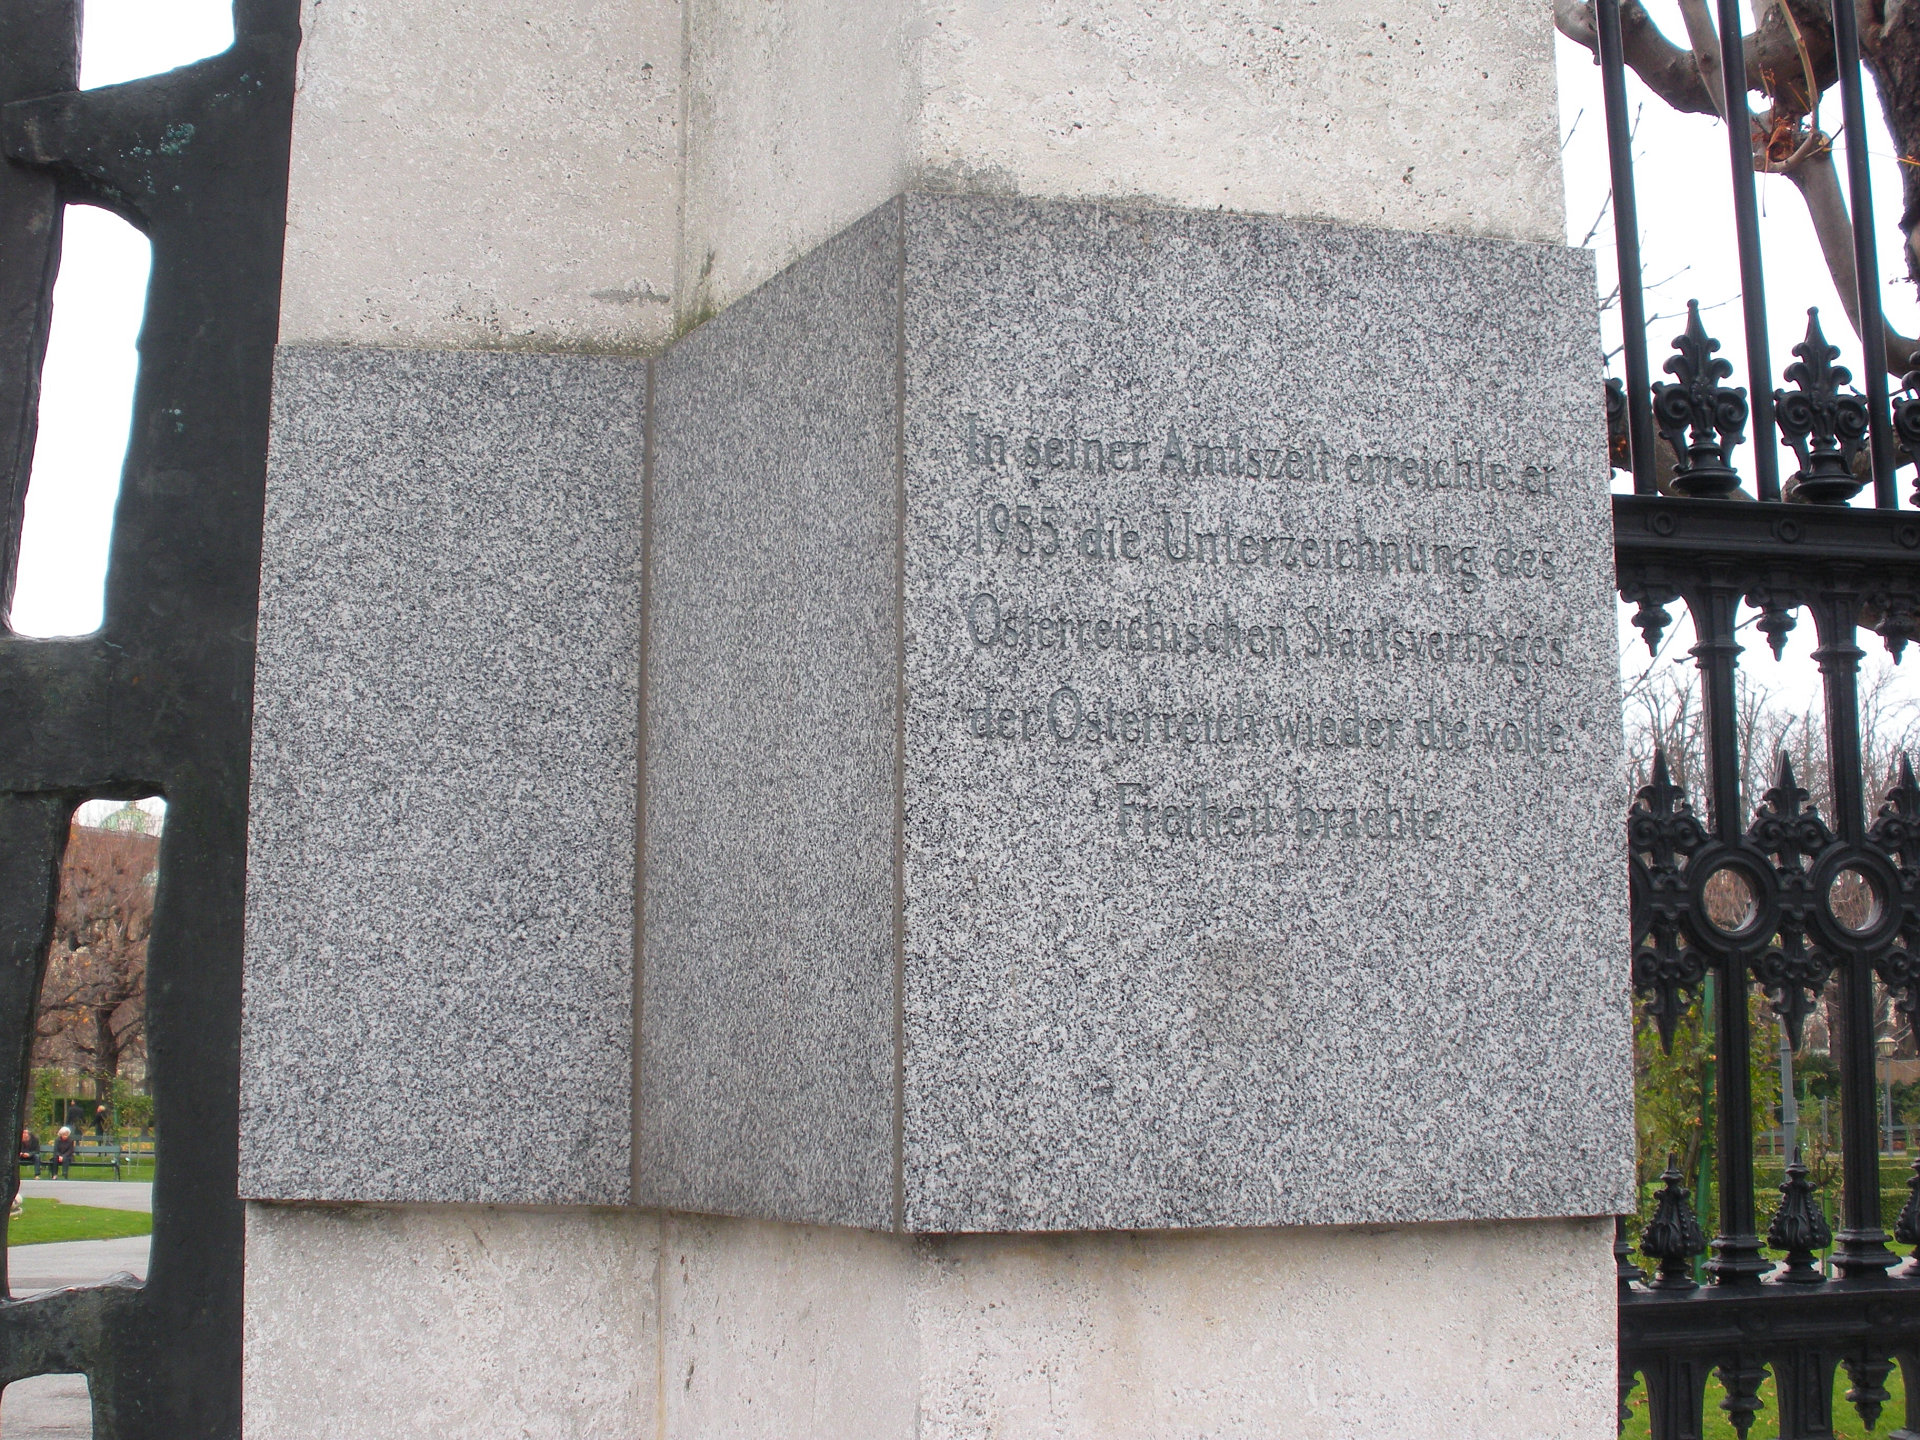 In seiner Amtszeit erreichte er
1955 die Unterzeichnung des
Österreichischen Staatsvertrages
der Österreich wieder die volle
Freiheit brachte